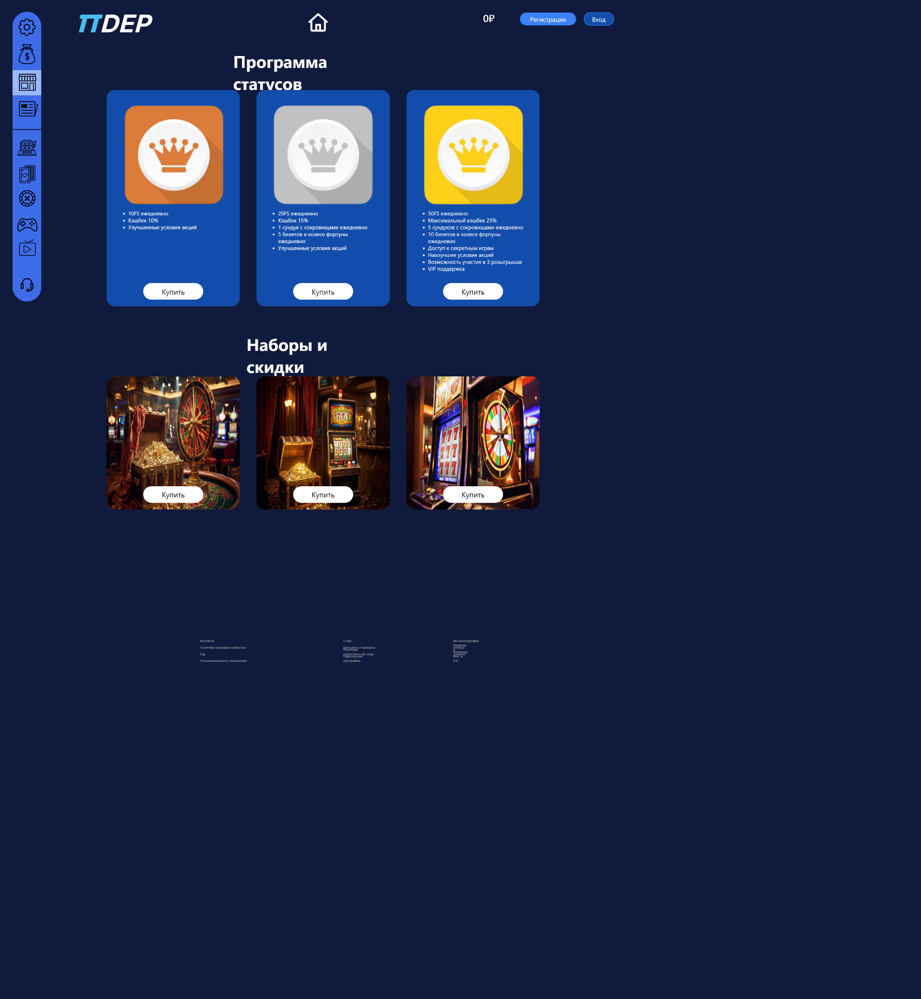 ПDEP
0₽
Регистрация
Вход
Программа
статусов
10FS ежедневно
Кэшбек 10%
Улучшенные условия акций
Купить
20FS ежедневно
Кэшбек 15%
1 сундук с сокровищами ежедневно
5 билетов в колесе фортуны
ежедневно
Улучшенные условия акций
Купить
50FS ежедневно
Максимальный кэшбек 25%
5 сундуков с сокровищами ежедневно
10 билетов в колесе фортуны
ежедневно
Доступ к секретным играм
Наилучшие условия акций
Возможность участия в 3 розыгрышах
VIP поддержка
Купить
Наборы и
скидки
Купить
Купить
Купить
Контакты
Политика проверки клиентов
Faq
Пользовательское соглашение
О нас
Депозиты и выплаты
Политика
ответственной игры
Партнёрская
программа
Антиблокировка
Правила
Бонусы
и
Политика
условия
AML и
KYC